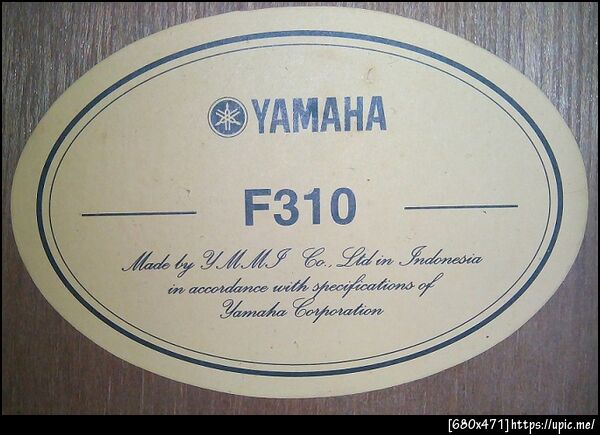 YAMAHA
F310
Made by YMMI Co., Ltd in Indonesia
in accordance with specifications of
Yamaha Corporation
[680x471]https://upic.me/